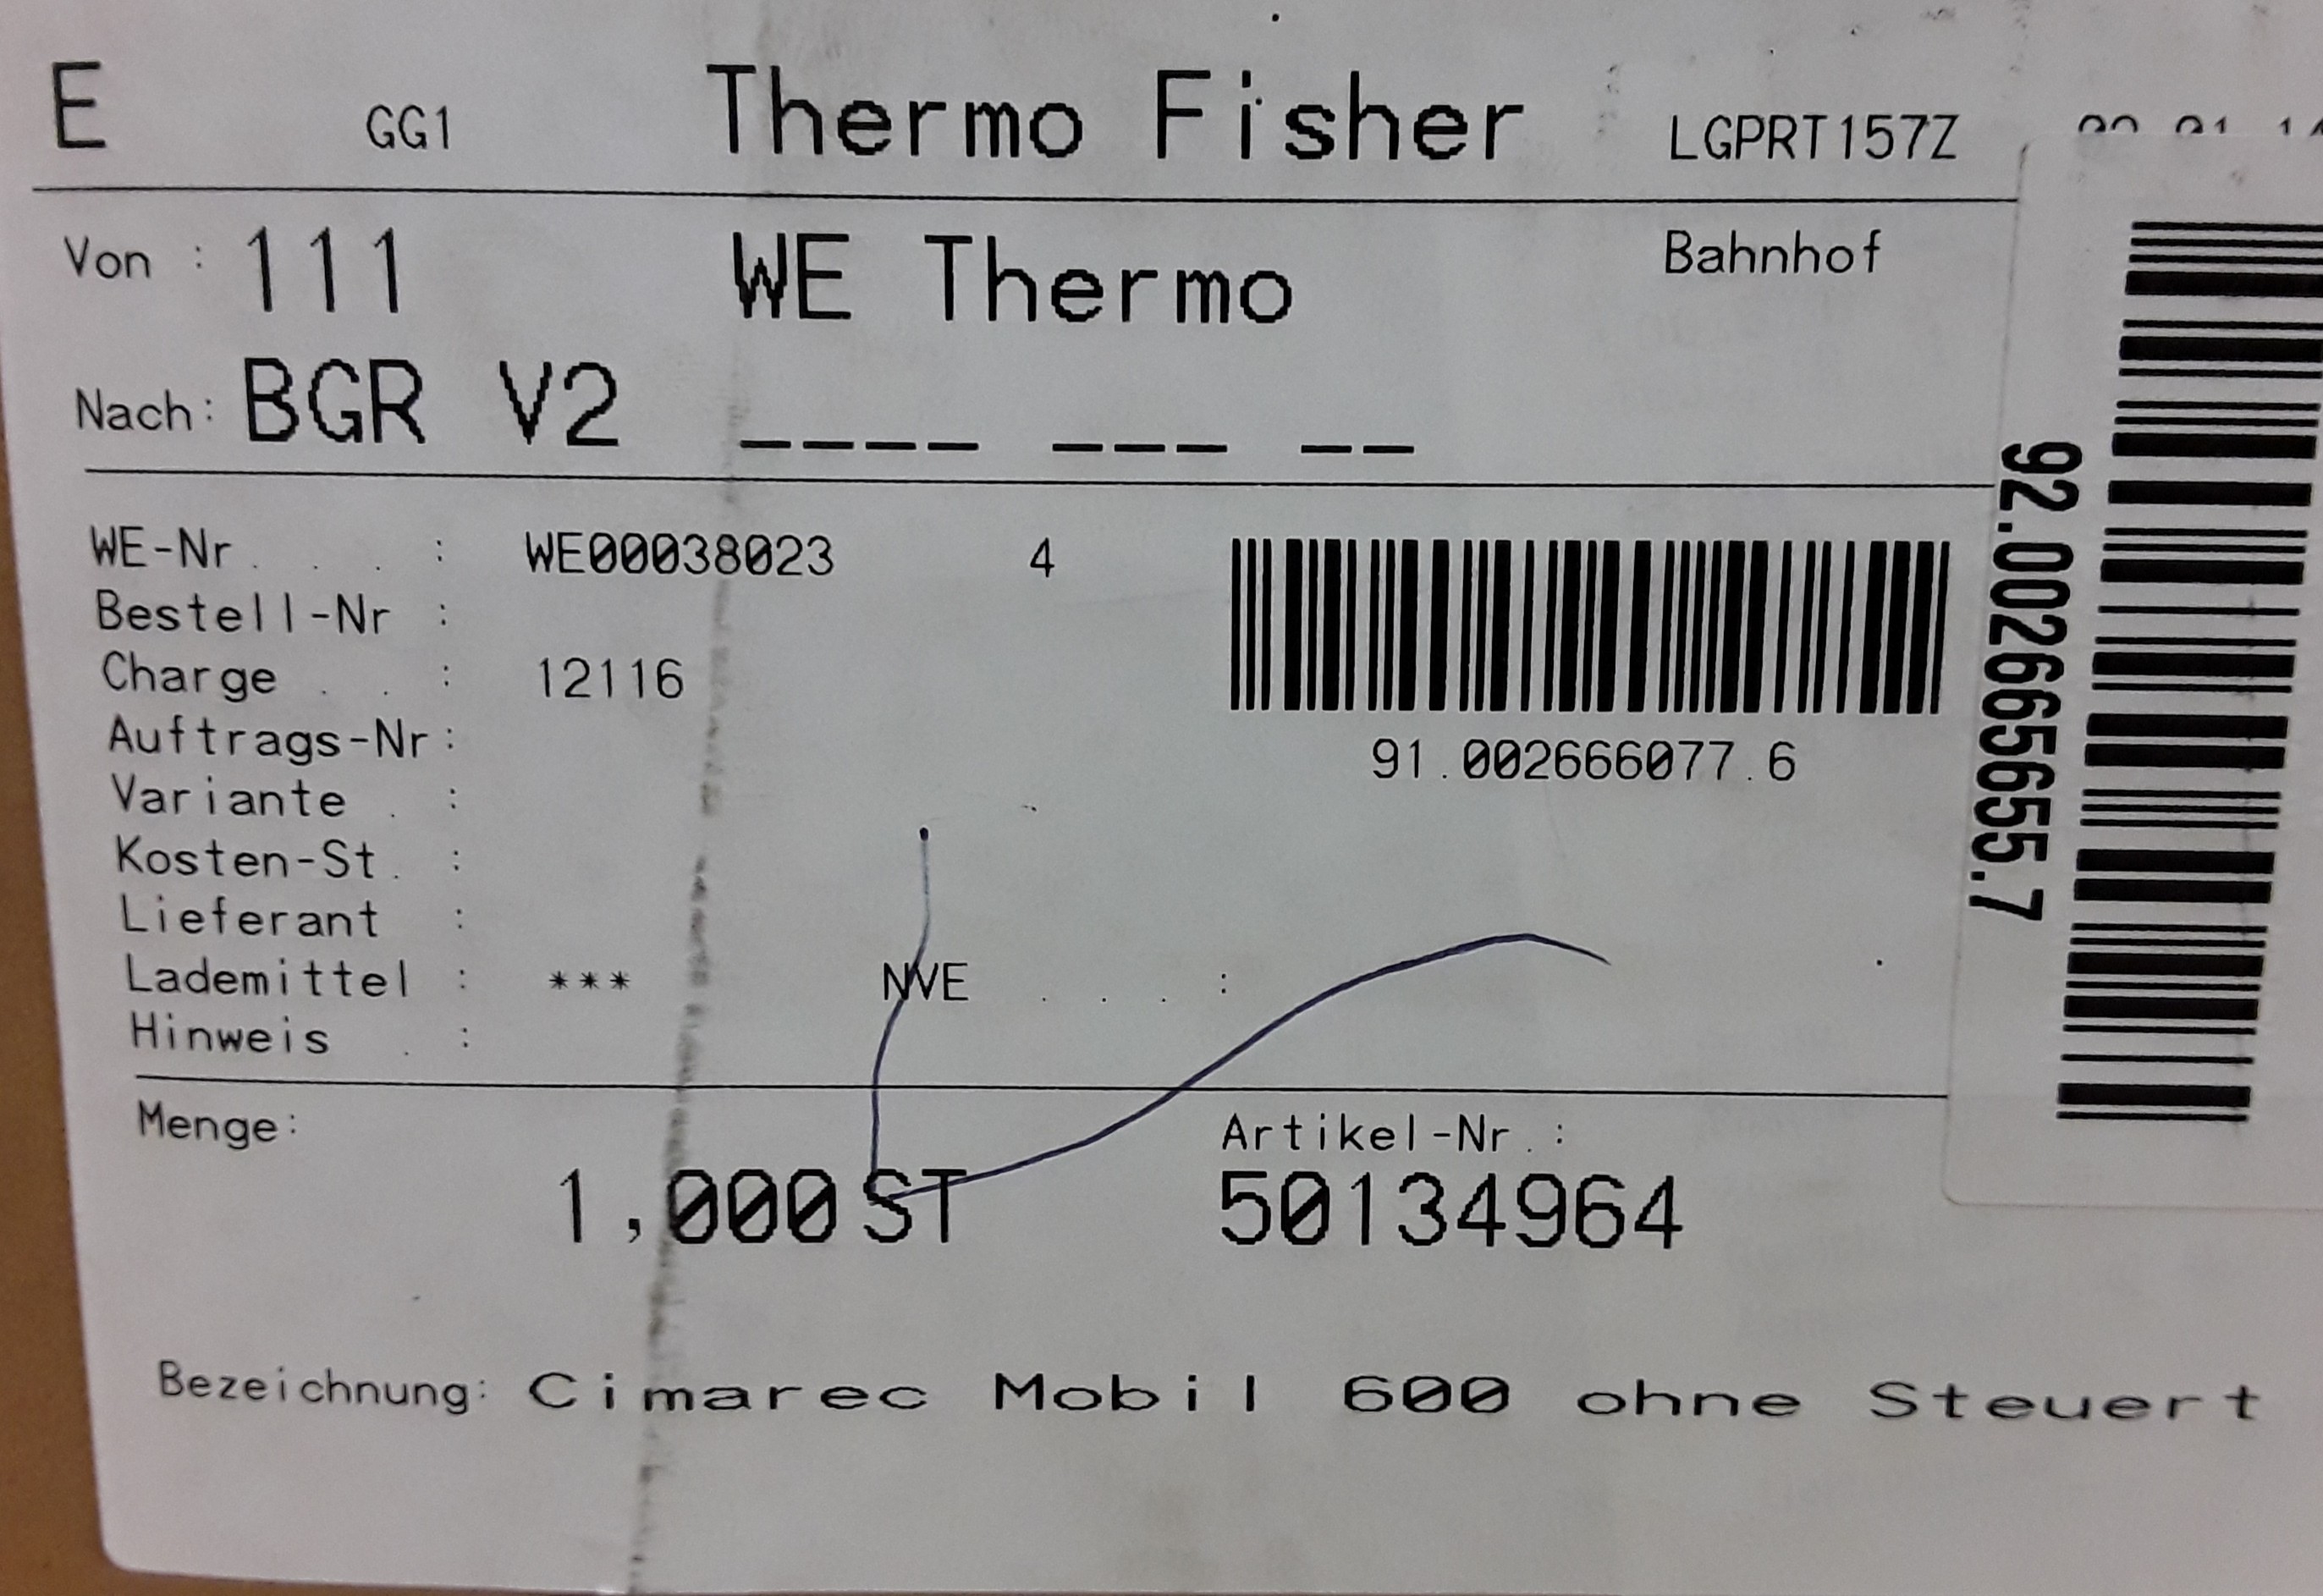 E GG1 Thermo Fisher LGPRT157Z
Von : 111 WE Thermo Bahnhof
Nach: BGR V2 ____ ___ __
WE-Nr . . . : WE00038023 4
Bestell-Nr :
Charge . . : 12116
Auftrags-Nr:
91.002666077.6
Variante . :
Kosten-St. :
Lieferant :
Lademittel : *** NVE . . . :
Hinweis . :
Menge: Artikel-Nr.:
1,000 ST 50134964
Bezeichnung: Cimarec Mobil 600 ohne Steuert
92.002665655.7